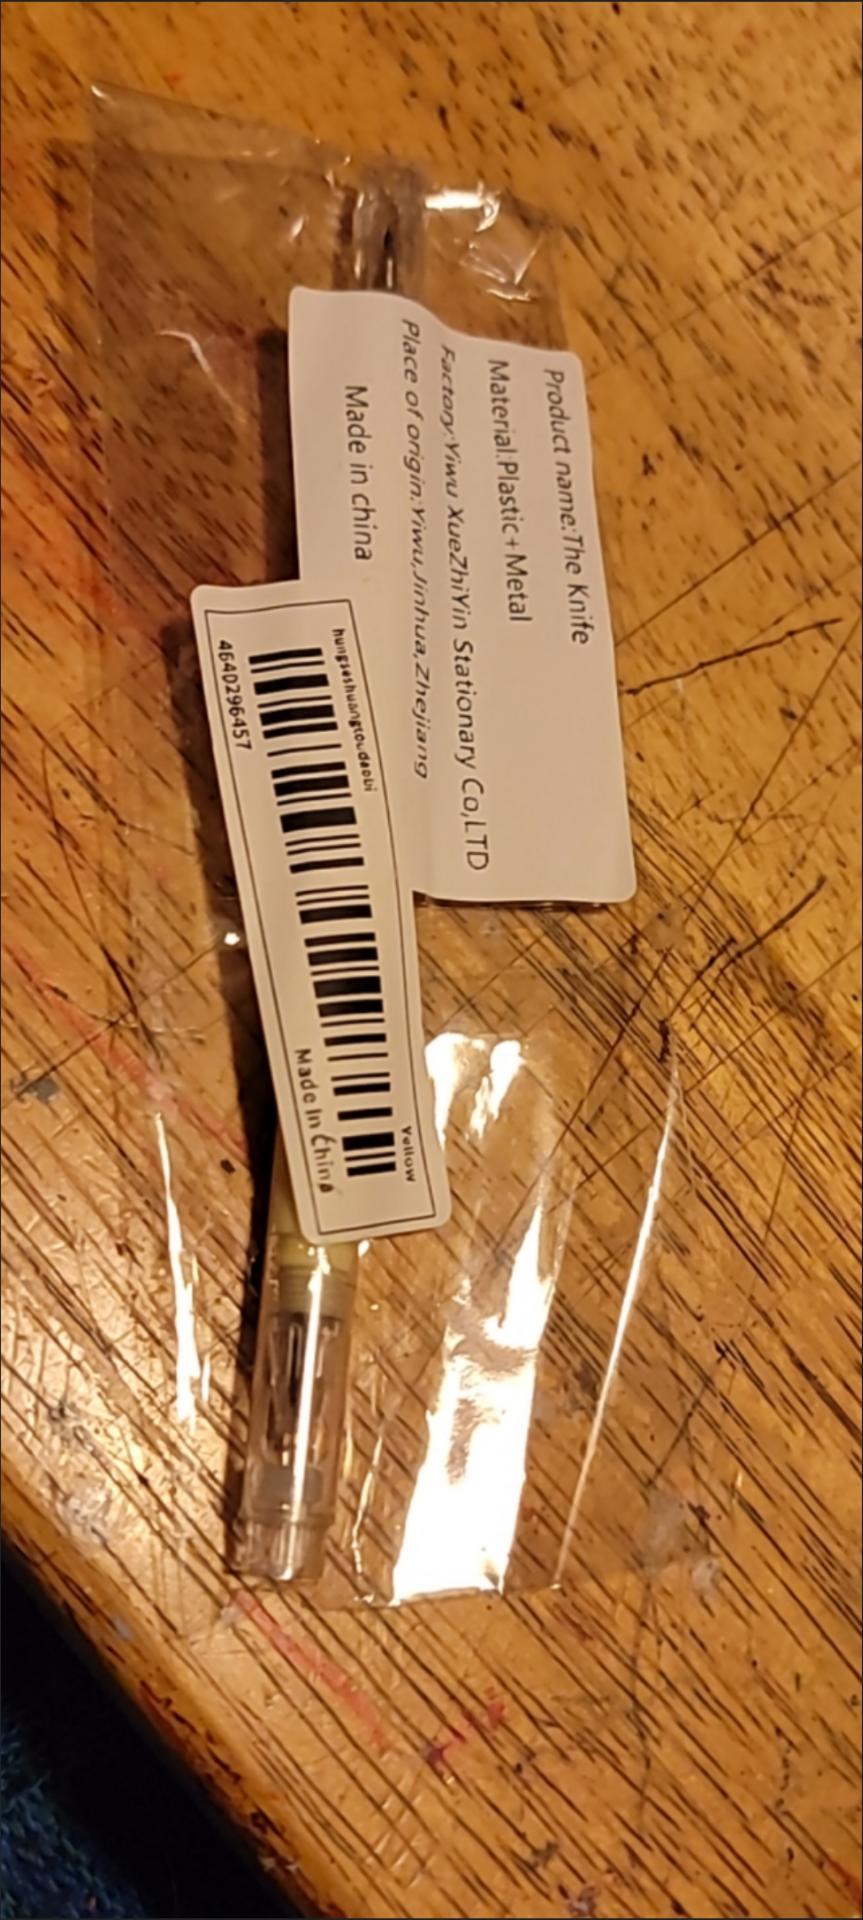 Product name:The Knife
Material:Plastic+Metal
Factory:Yiwu XueZhiYin Stationary Co,LTD
Place of origin:Yiwu,Jinhua,Zhejiang
Made in china
Yellow
4640296457
Made In China